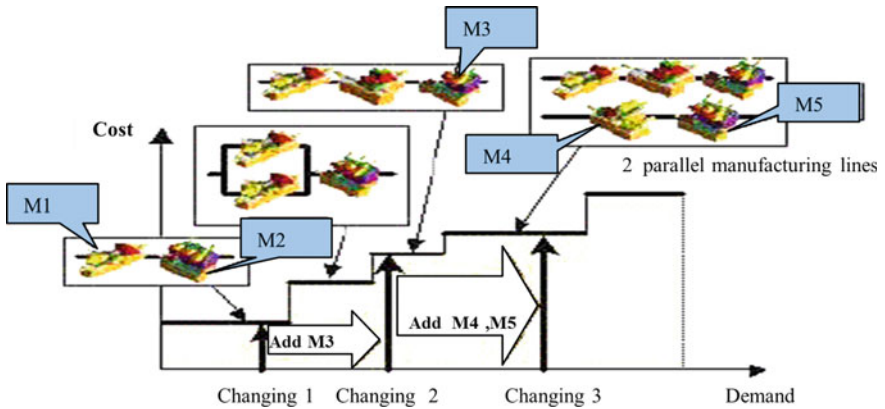 M3
M1
M2
M5
M4
Cost
2 parallel manufacturing lines
Add M3
Add M4 ,M5
Changing 1
Changing 2
Changing 3
Demand